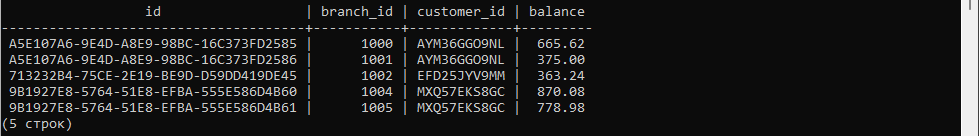 id | branch_id | customer_id | balance
--------------------------------------+-----------+-------------+---------
A5E107A6-9E4D-A8E9-98BC-16C373FD2585 | 1000 | AYM36GGO9NL | 665.62
A5E107A6-9E4D-A8E9-98BC-16C373FD2586 | 1001 | AYM36GGO9NL | 375.00
713232B4-75CE-2E19-BE9D-D59DD419DE45 | 1002 | EFD25JYV9MM | 363.24
9B1927E8-5764-51E8-EFBA-555E586D4B60 | 1004 | MXQ57EKS8GC | 870.08
9B1927E8-5764-51E8-EFBA-555E586D4B61 | 1005 | MXQ57EKS8GC | 778.98
(5 строк)